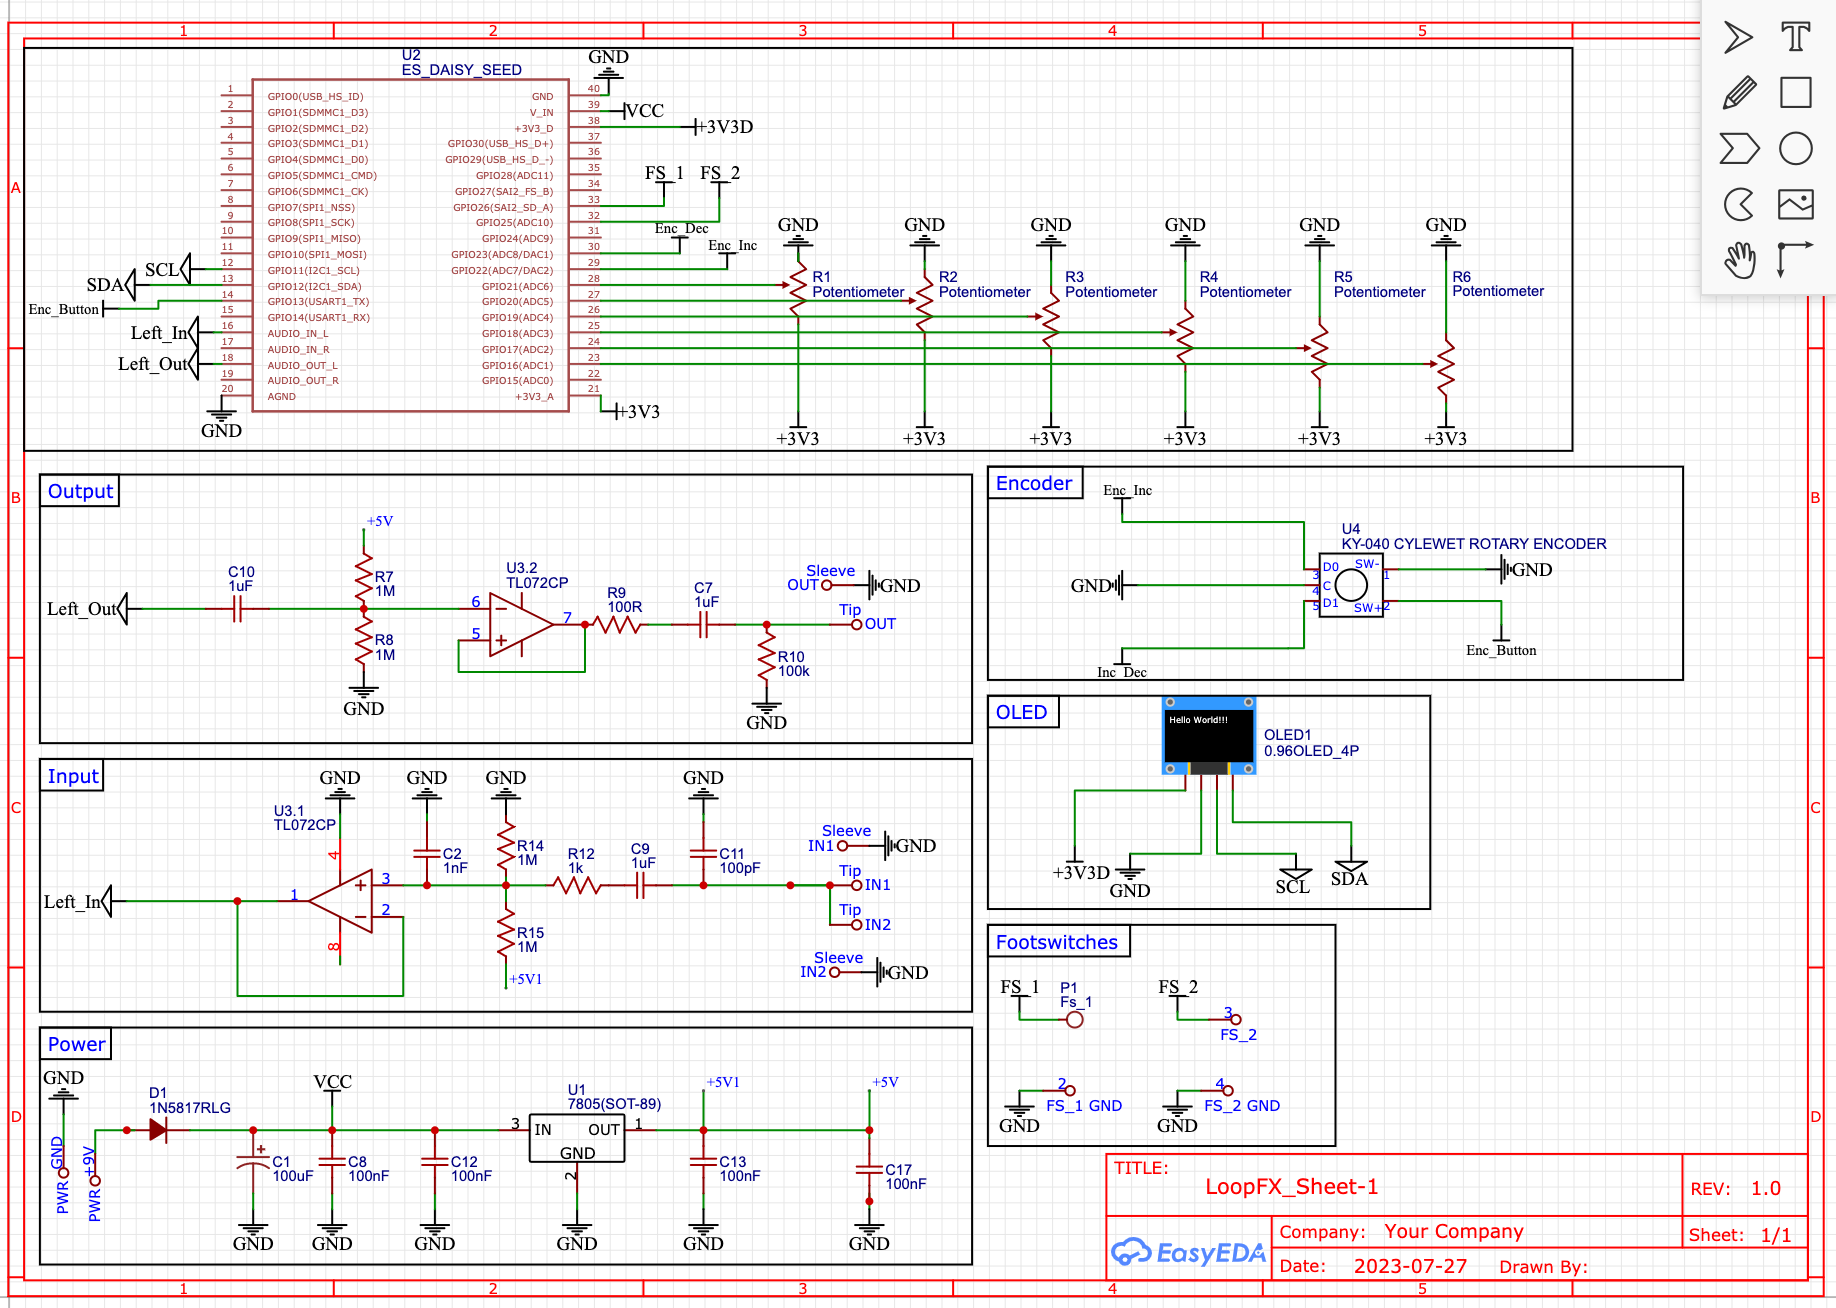 1 2 3 4 5
A
B
C
D
B
C
D
1 2 3 4 5
U2
ES_DAISY_SEED
1 GPIO0(USB_HS_ID)
2 GPIO1(SDMMC1_D3)
3 GPIO2(SDMMC1_D2)
4 GPIO3(SDMMC1_D1)
5 GPIO4(SDMMC1_D0)
6 GPIO5(SDMMC1_CMD)
7 GPIO6(SDMMC1_CK)
8 GPIO7(SPI1_NSS)
9 GPIO8(SPI1_SCK)
10 GPIO9(SPI1_MISO)
11 GPIO10(SPI1_MOSI)
12 GPIO11(I2C1_SCL)
13 GPIO12(I2C1_SDA)
14 GPIO13(USART1_TX)
15 GPIO14(USART1_RX)
16 AUDIO_IN_L
17 AUDIO_IN_R
18 AUDIO_OUT_L
19 AUDIO_OUT_R
20 AGND
GND 40
V_IN 39
+3V3_D 38
GPIO30(USB_HS_D+) 37
GPIO29(USB_HS_D_-) 36
GPIO28(ADC11) 35
GPIO27(SAI2_FS_B) 34
GPIO26(SAI2_SD_A) 33
GPIO25(ADC10) 32
GPIO24(ADC9) 31
GPIO23(ADC8/DAC1) 30
GPIO22(ADC7/DAC2) 29
GPIO21(ADC6) 28
GPIO20(ADC5) 27
GPIO19(ADC4) 26
GPIO18(ADC3) 25
GPIO17(ADC2) 24
GPIO16(ADC1) 23
GPIO15(ADC0) 22
+3V3_A 21
SCL
SDA
Enc_Button
Left_In
Left_Out
GND
GND
VCC
+3V3D
FS_1 FS_2
Enc_Dec
Enc_Inc
+3V3
GND GND GND GND GND GND
R1
Potentiometer
R2
Potentiometer
R3
Potentiometer
R4
Potentiometer
R5
Potentiometer
R6
Potentiometer
+3V3 +3V3 +3V3 +3V3 +3V3 +3V3
Output
Left_Out
C10
1uF
+5V
R7
1M
R8
1M
GND
U3.2
TL072CP
6
5
7
R9
100R
C7
1uF
R10
100k
GND
Sleeve
OUT
GND
Tip
OUT
Encoder
Enc_Inc
GND
Inc_Dec
U4
KY-040 CYLEWET ROTARY ENCODER
D0
C
D1
SW-
SW+
3
4
5
1
2
GND
Enc_Button
OLED
Hello World!!!
OLED1
0.96OLED_4P
+3V3D
GND
SCL
SDA
Input
Left_In
U3.1
TL072CP
GND
4
3
1
2
8
GND
C2
1nF
GND
R14
1M
R15
1M
+5V1
R12
1k
C9
1uF
GND
C11
100pF
Sleeve
IN1
GND
Tip
IN1
Tip
IN2
Sleeve
IN2
GND
Footswitches
FS_1
P1
Fs_1
FS_2
3
FS_2
2
FS_1 GND
GND
4
FS_2 GND
GND
Power
GND
PWR GND
PWR +9V
D1
1N5817RLG
VCC
C1
100uF
C8
100nF
C12
100nF
U1
7805(SOT-89)
3 IN
OUT 1
GND
2
+5V1
C13
100nF
+5V
C17
100nF
GND GND GND GND GND GND
TITLE:
LoopFX_Sheet-1
REV: 1.0
EasyEDA
Company: Your Company
Sheet: 1/1
Date: 2023-07-27 Drawn By: